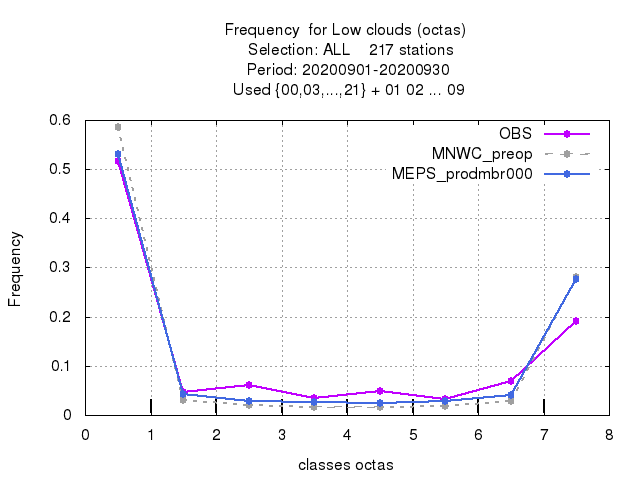 Frequency  for Low clouds (octas)
Selection: ALL    217 stations
Period: 20200901-20200930
Used {00,03,...,21} + 01 02 ... 09
OBS
MNWC_preop
MEPS_prodmbr000
0.6
0.5
0.4
0.3
0.2
0.1
0
Frequency
0 1 2 3 4 5 6 7 8
classes octas